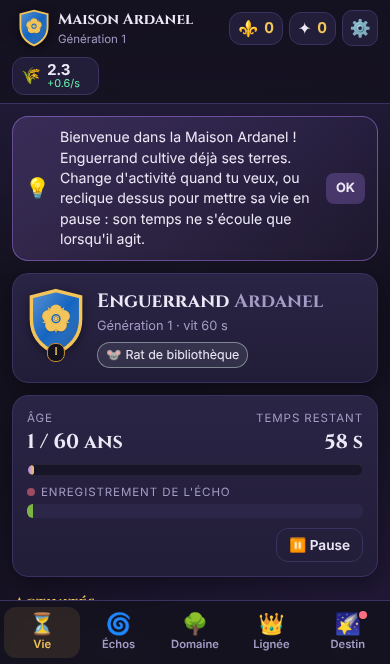 Maison Ardanel
Génération 1
0
0
2.3
+0.6/s
Bienvenue dans la Maison Ardanel !
Enguerrand cultive déjà ses terres.
Change d'activité quand tu veux, ou
reclique dessus pour mettre sa vie en
pause : son temps ne s'écoule que
lorsqu'il agit.
OK
Enguerrand Ardanel
Génération 1 · vit 60 s
I
Rat de bibliothèque
ÂGE
TEMPS RESTANT
1 / 60 ANS
58 S
ENREGISTREMENT DE L'ÉCHO
Pause
Activités
Vie
Échos
Domaine
Lignée
Destin